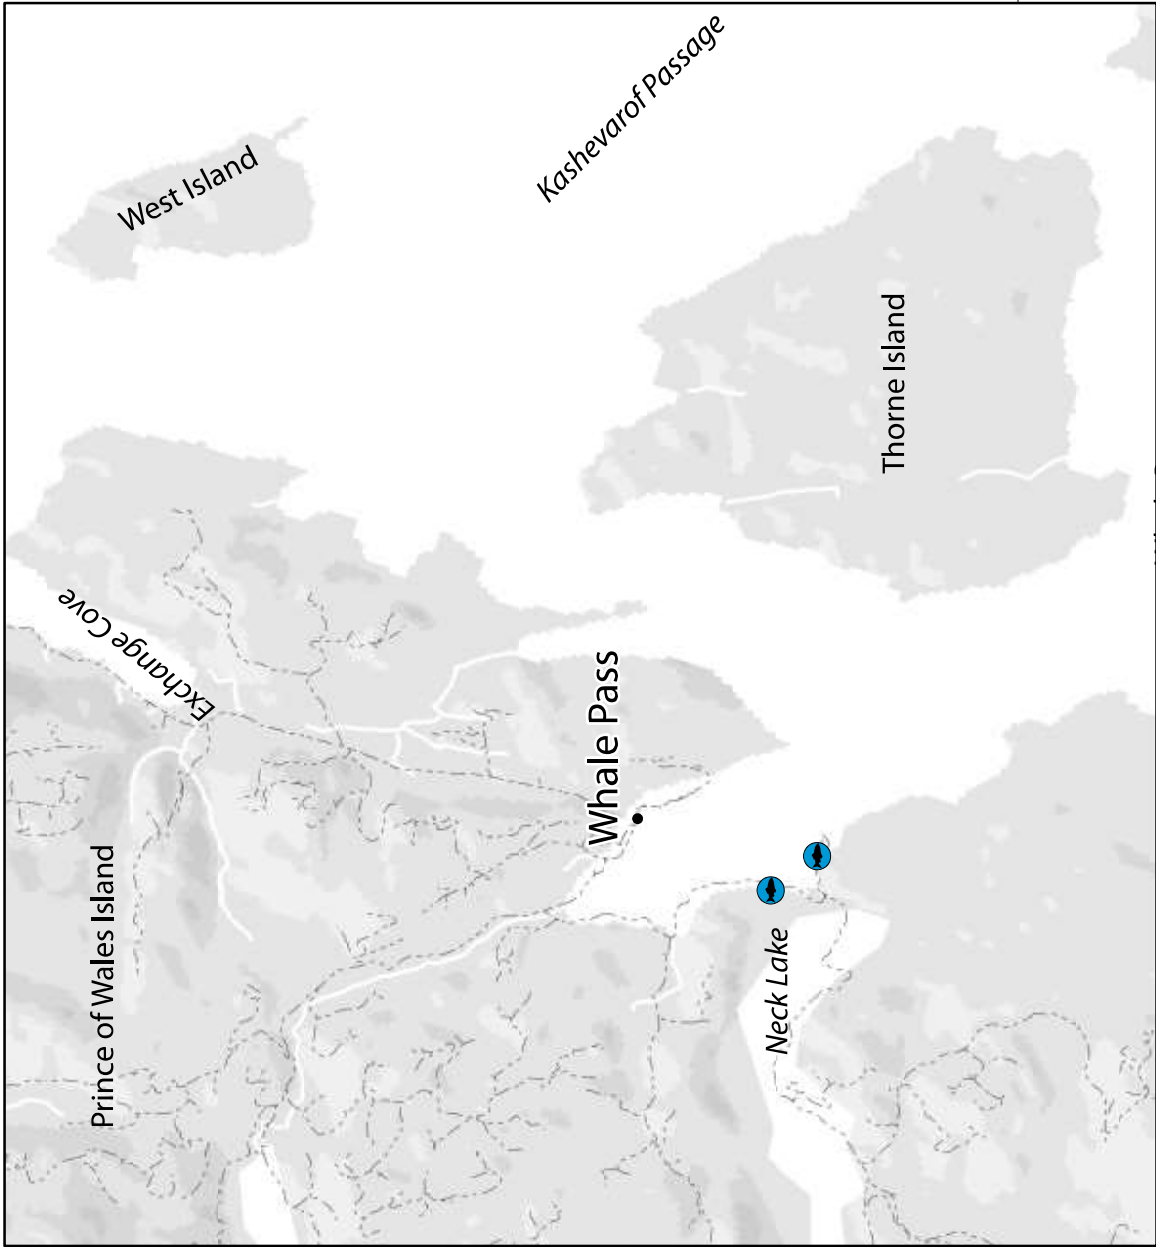 Kashevarof Passage
West Island
Thorne Island
Exchange Cove
Whale Pass
Prince of Wales Island
Neck Lake